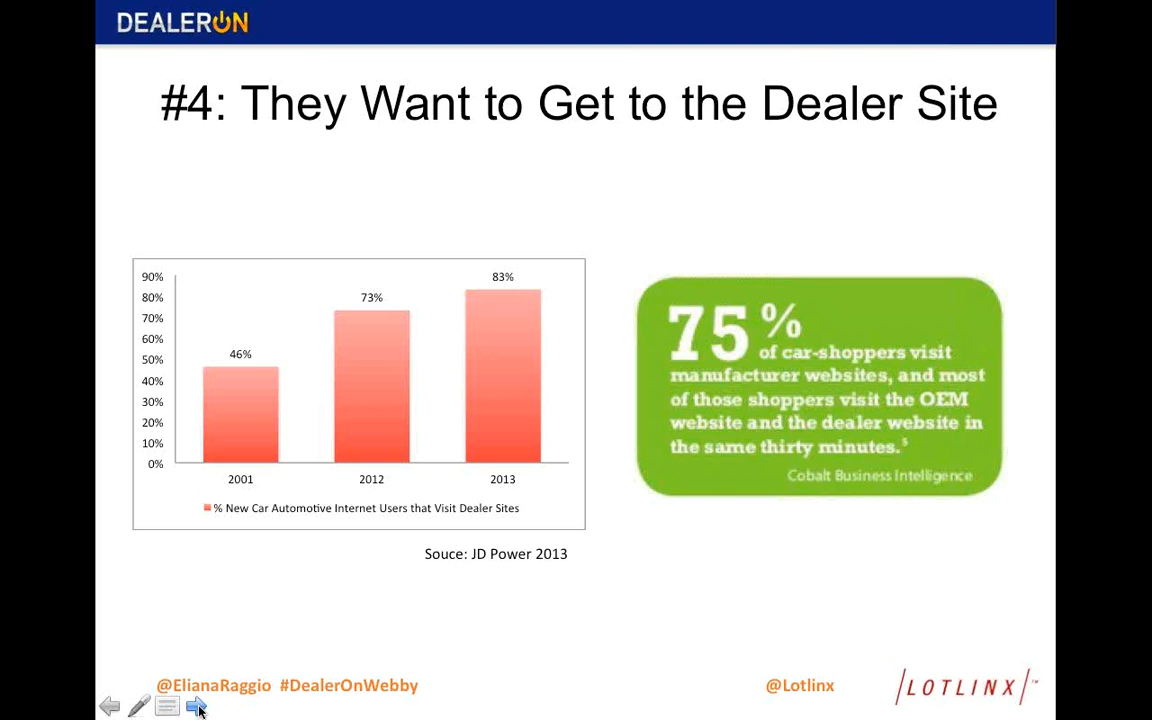 DEALERON
#4: They Want to Get to the Dealer Site
90%
80%
70%
60%
50%
40%
30%
20%
10%
0%
46%
73%
83%
2001
2012
2013
% New Car Automotive Internet Users that Visit Dealer Sites
Souce: JD Power 2013
75%
of car-shoppers visit
manufacturer websites, and most
of those shoppers visit the OEM
website and the dealer website in
the same thirty minutes.5
Cobalt Business Intelligence
@ElianaRaggio #DealerOnWebby
@Lotlinx
LOTLINX™